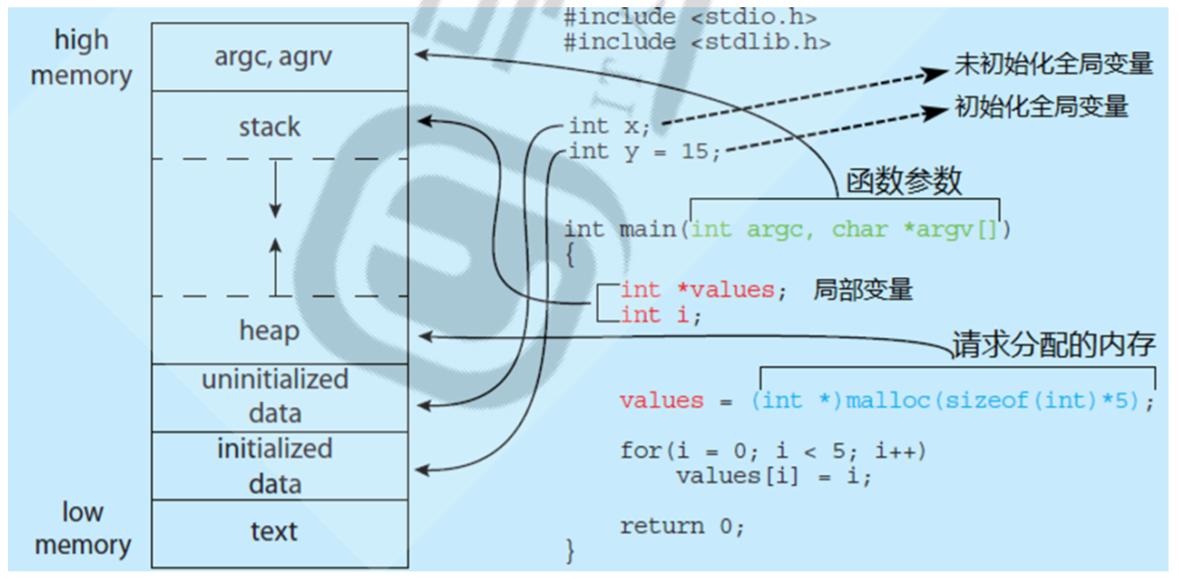 high
memory
argc, agrv
stack
heap
uninitialized
data
initialized
data
low
memory
text
#include <stdio.h>
#include <stdlib.h>
int x;
int y = 15;
未初始化全局变量
初始化全局变量
函数参数
int main(int argc, char *argv[])
{
int *values; 局部变量
int i;
请求分配的内存
values = (int *)malloc(sizeof(int)*5);
for(i = 0; i < 5; i++)
values[i] = i;
return 0;
}